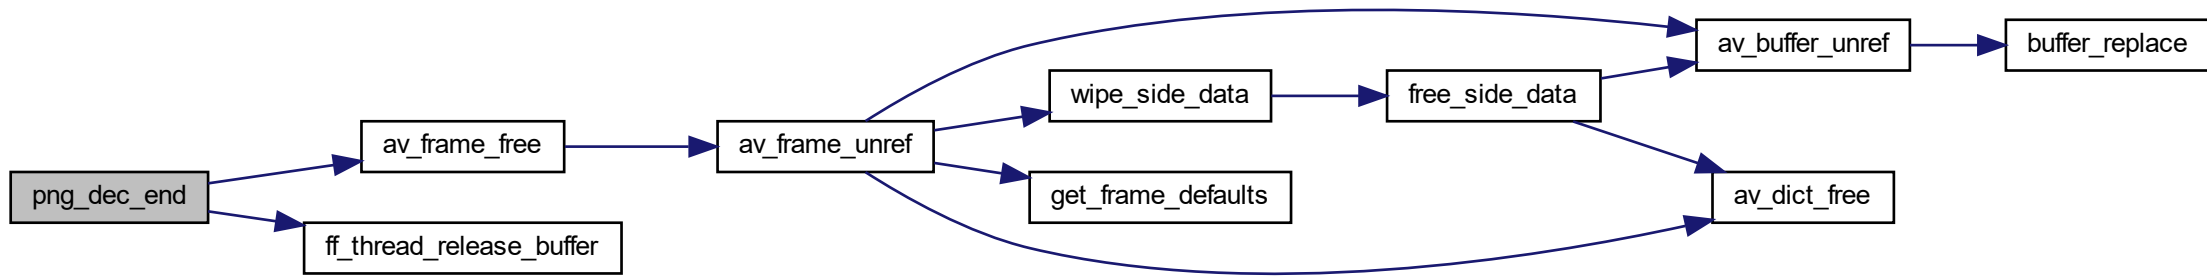 png_dec_end
av_frame_free
ff_thread_release_buffer
av_frame_unref
wipe_side_data
get_frame_defaults
free_side_data
av_buffer_unref
av_dict_free
buffer_replace